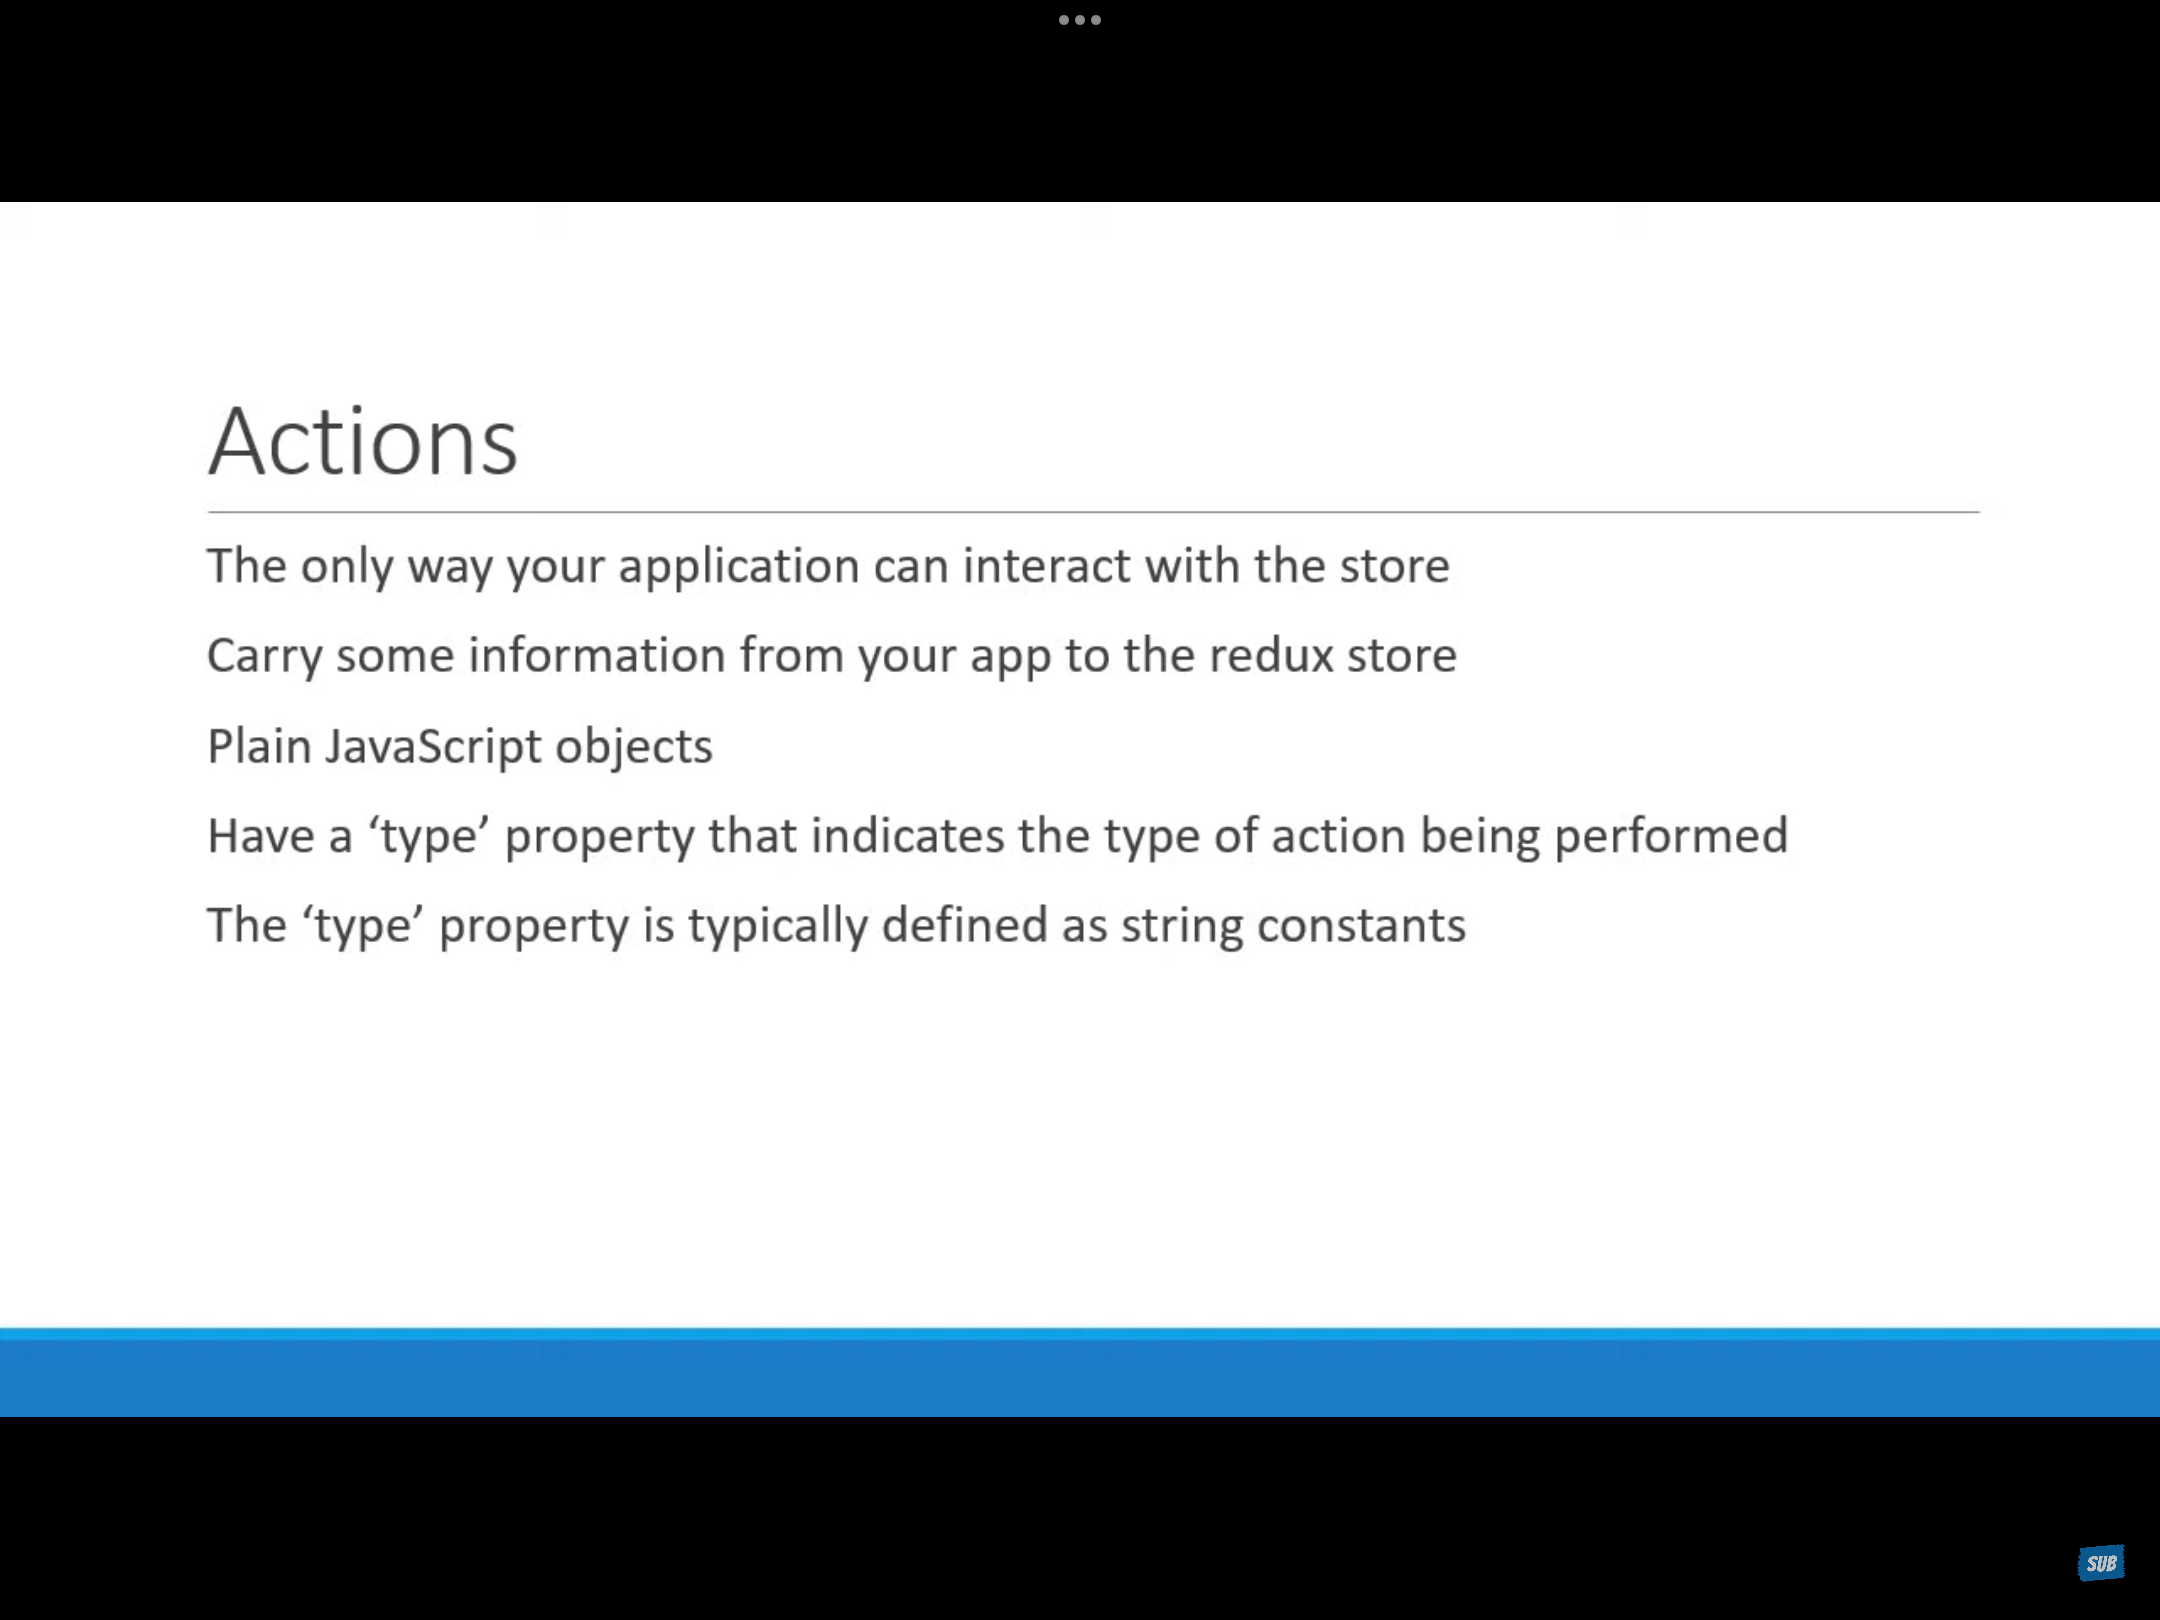 Actions
The only way your application can interact with the store
Carry some information from your app to the redux store
Plain JavaScript objects
Have a ‘type’ property that indicates the type of action being performed
The ‘type’ property is typically defined as string constants
SUB